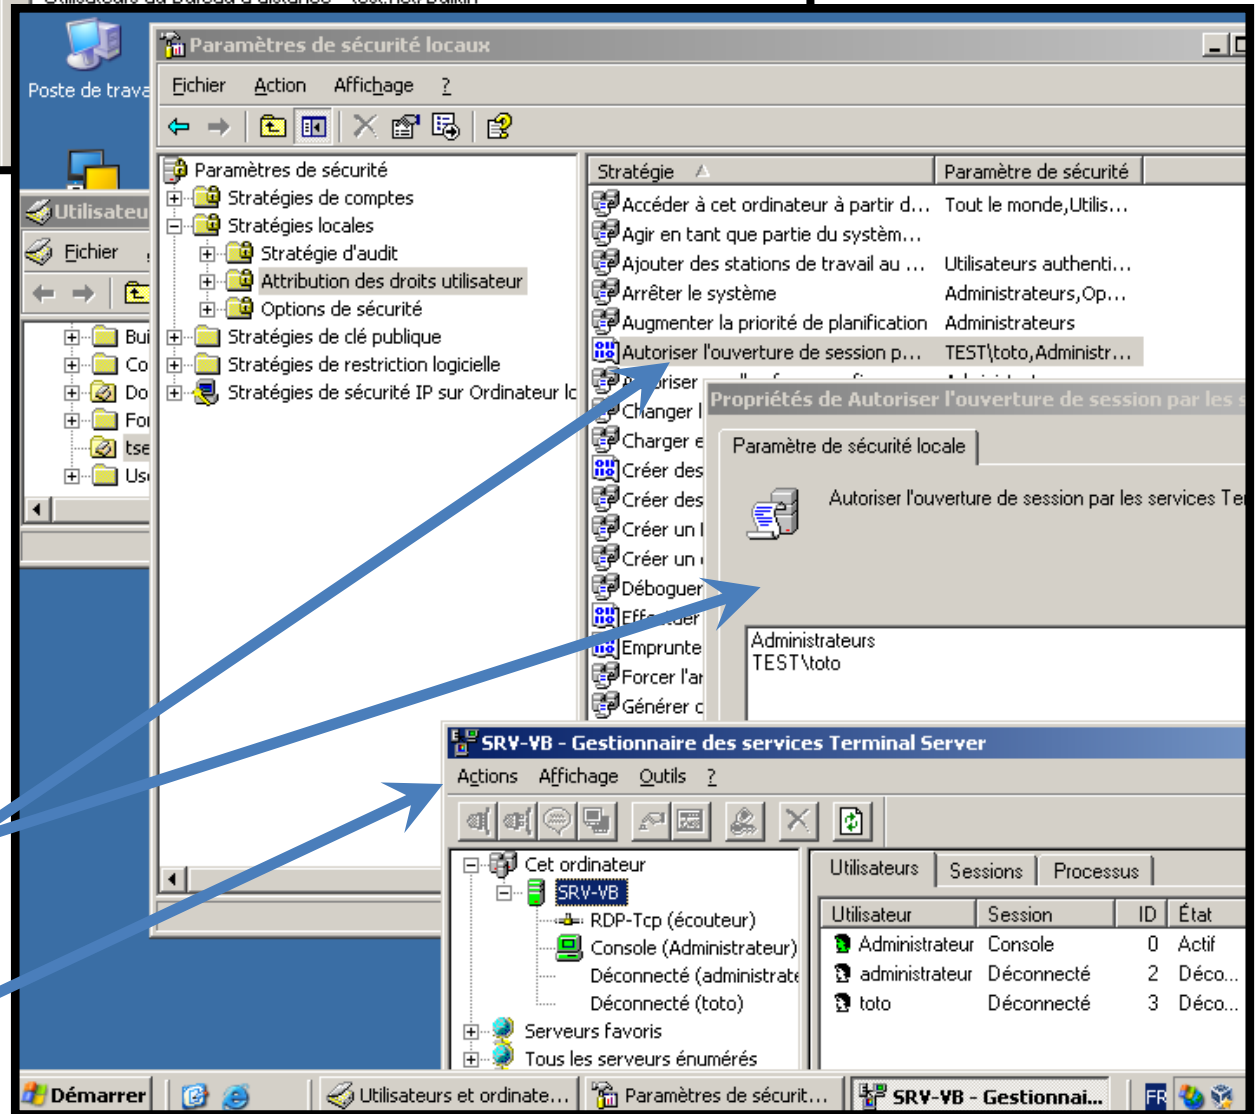 Utilisateurs du Bureau à distance test.net/Builtin
Poste de trava
Paramètres de sécurité locaux
Fichier Action Affichage ?
Paramètres de sécurité
Stratégies de comptes
Stratégies locales
Stratégie d'audit
Attribution des droits utilisateur
Options de sécurité
Stratégies de clé publique
Stratégies de restriction logicielle
Stratégies de sécurité IP sur Ordinateur lo
Stratégie Paramètre de sécurité
Accéder à cet ordinateur à partir d... Tout le monde,Utilis...
Agir en tant que partie du systèm...
Ajouter des stations de travail au ... Utilisateurs authenti...
Arrêter le système Administrateurs,Op...
Augmenter la priorité de planification Administrateurs
Autoriser l'ouverture de session p... TEST\toto,Administr...
Changer l
Charger e
Créer des
Créer des
Créer un
Créer un
Déboguer
Effectuer
Emprunte
Forcer l'ar
Générer c
Utilisateu
Fichier
Bui
Co
Do
For
tse
Use
Propriétés de Autoriser l'ouverture de session par les s
Paramètre de sécurité locale
Autoriser l'ouverture de session par les services Te
Administrateurs
TEST\toto
SRV-VB - Gestionnaire des services Terminal Server
Actions Affichage Outils ?
Cet ordinateur
SRV-VB
RDP-Tcp (écouteur)
Console (Administrateur)
Déconnecté (administrate
Déconnecté (toto)
Serveurs favoris
Tous les serveurs énumérés
Utilisateurs Sessions Processus
Utilisateur Session ID État
Administrateur Console 0 Actif
administrateur Déconnecté 2 Déco...
toto Déconnecté 3 Déco...
Démarrer Utilisateurs et ordinate... Paramètres de sécurit... SRV-VB - Gestionnai... FR